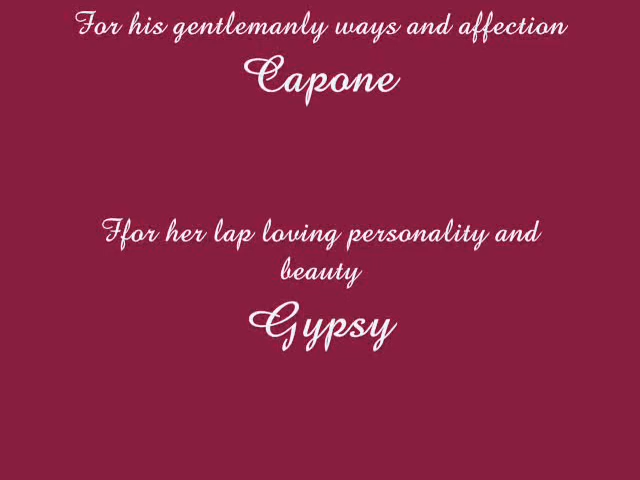 For his gentlemanly ways and affection
Capone
Ffor her lap loving personality and
beauty
Gypsy